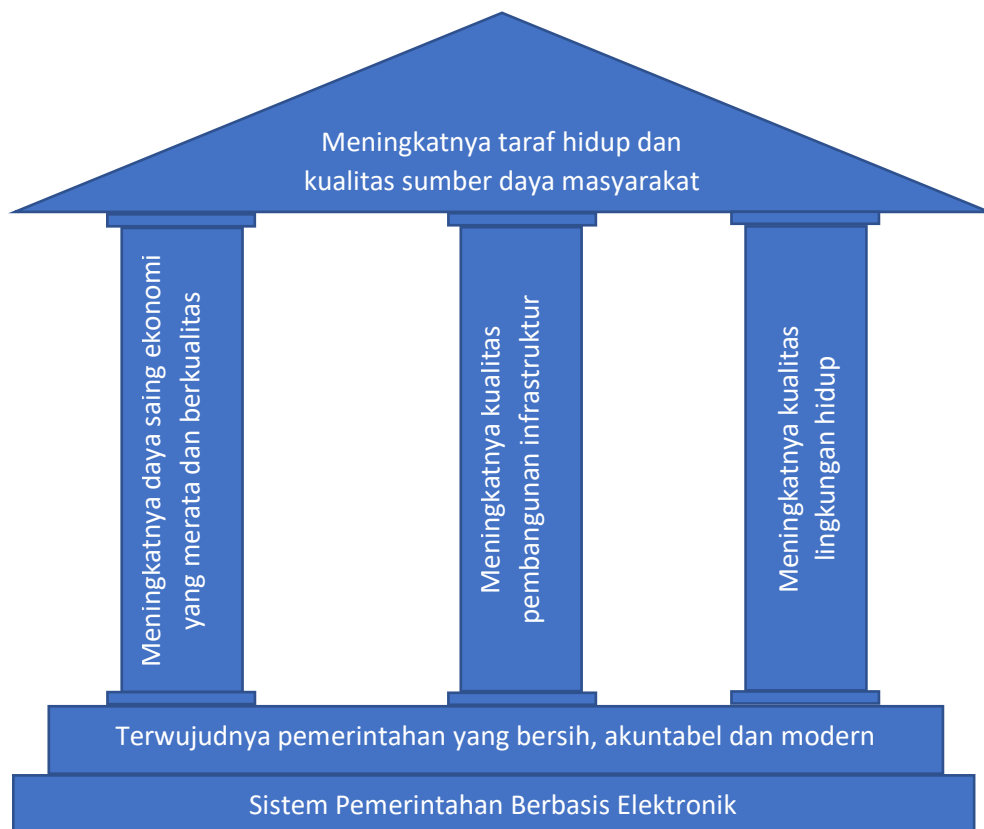 Meningkatnya taraf hidup dan
kualitas sumber daya masyarakat
Meningkatnya daya saing ekonomi
yang merata dan berkualitas
Meningkatnya kualitas
pembangunan infrastruktur
Meningkatnya kualitas
lingkungan hidup
Terwujudnya pemerintahan yang bersih, akuntabel dan modern
Sistem Pemerintahan Berbasis Elektronik